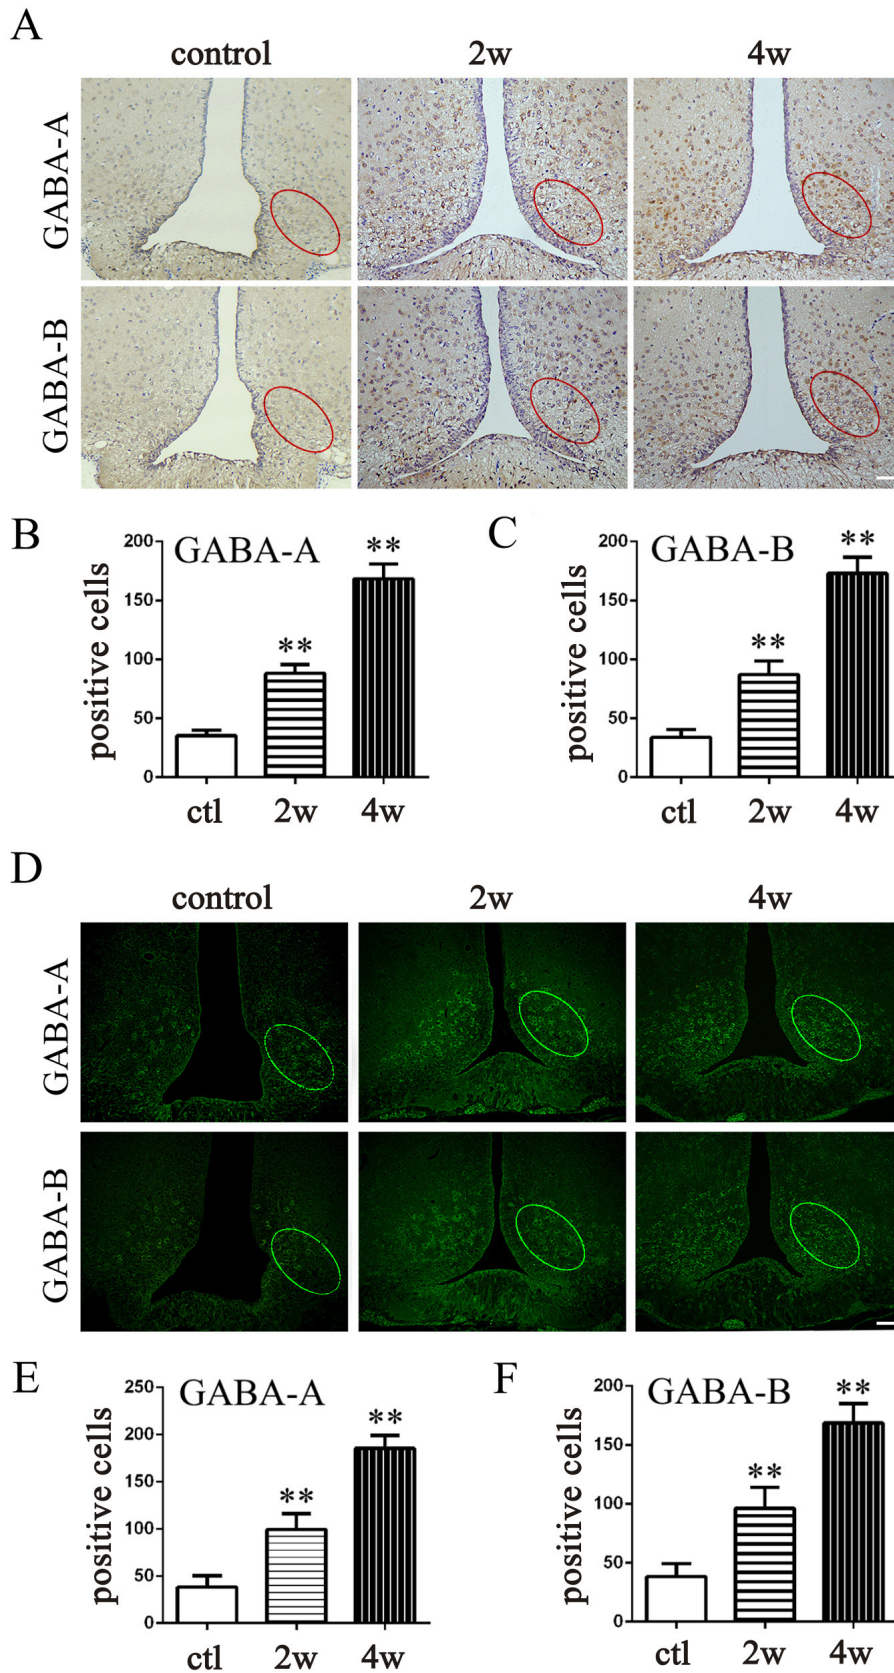 A
control 2w 4w
GABA-A
GABA-B
B
GABA-A
positive cells
200
150
100
50
0
**
**
ctl 2w 4w
C
GABA-B
positive cells
200
150
100
50
0
**
**
ctl 2w 4w
D
control 2w 4w
GABA-A
GABA-B
E
GABA-A
positive cells
250
200
150
100
50
0
**
**
ctl 2w 4w
F
GABA-B
positive cells
200
150
100
50
0
**
**
ctl 2w 4w